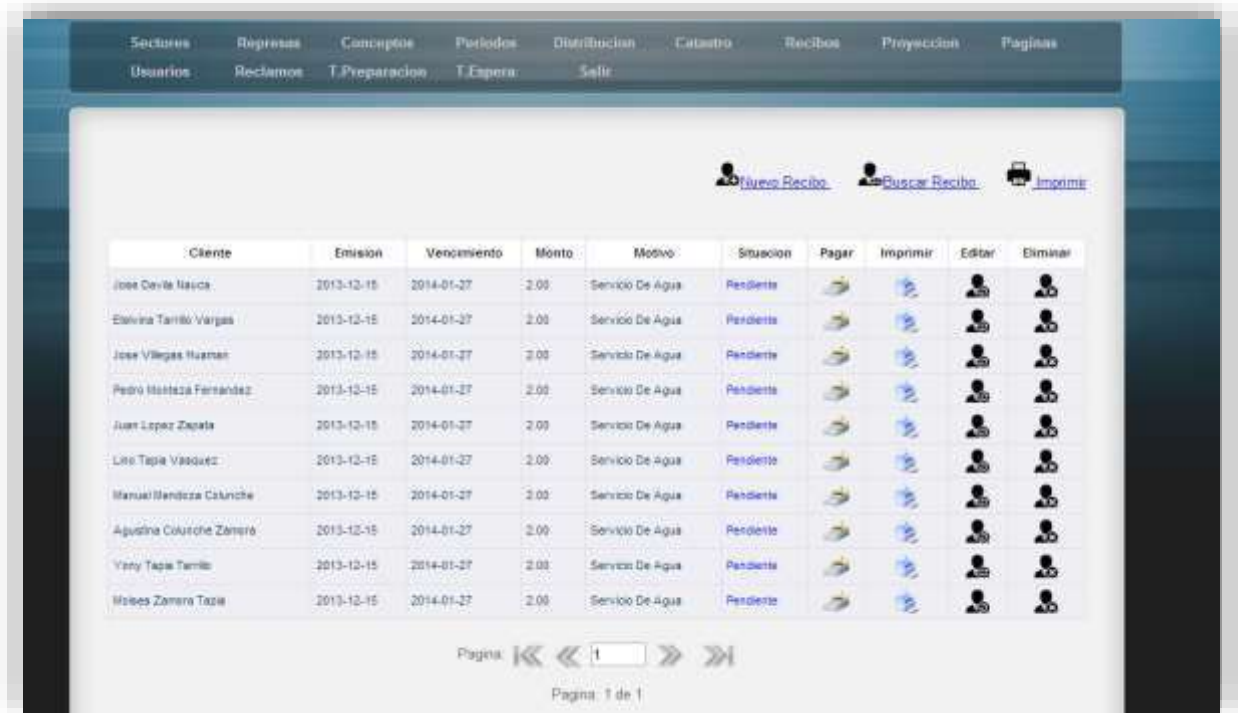 Sectores Represas Conceptos Periodos Distribucion Catastro Recibos Proyeccion Paginas
Usuarios Reclamos T.Preparacion T.Espera Salir
Nuevo Recibo Buscar Recibo Imprimir
Cliente Emision Vencimiento Monto Motivo Situacion Pagar Imprimir Editar Eliminar
Jose Davila Nauca 2013-12-15 2014-01-27 2.00 Servicio De Agua Pendiente
Etelvina Tarrillo Vargas 2013-12-15 2014-01-27 2.00 Servicio De Agua Pendiente
Jose Villegas Huaman 2013-12-15 2014-01-27 2.00 Servicio De Agua Pendiente
Pedro Monteza Fernandez 2013-12-15 2014-01-27 2.00 Servicio De Agua Pendiente
Juan Lopez Zapata 2013-12-15 2014-01-27 2.00 Servicio De Agua Pendiente
Lino Tapia Vasquez 2013-12-15 2014-01-27 2.00 Servicio De Agua Pendiente
Manuel Mendoza Colunche 2013-12-15 2014-01-27 2.00 Servicio De Agua Pendiente
Agustina Colunche Zamora 2013-12-15 2014-01-27 2.00 Servicio De Agua Pendiente
Tapia 2013-12-15 2014-01-27 2.00 Servicio De Agua Pendiente
Moises Zamora 2013-12-15 2014-01-27 2.00 Servicio De Agua Pendiente
Pagina: 1
Pagina: 1 de 1